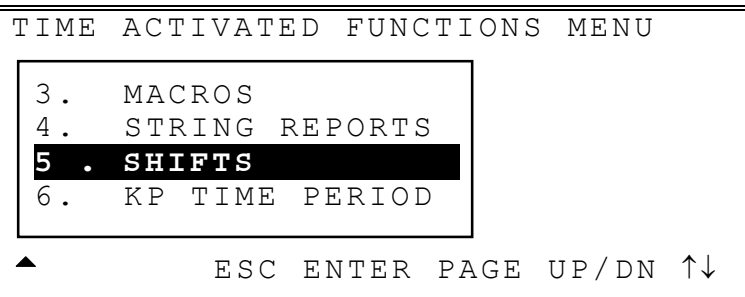 TIME ACTIVATED FUNCTIONS MENU
3. MACROS
4. STRING REPORTS
5 . SHIFTS
6. KP TIME PERIOD
▲ ESC ENTER PAGE UP/DN ↑↓